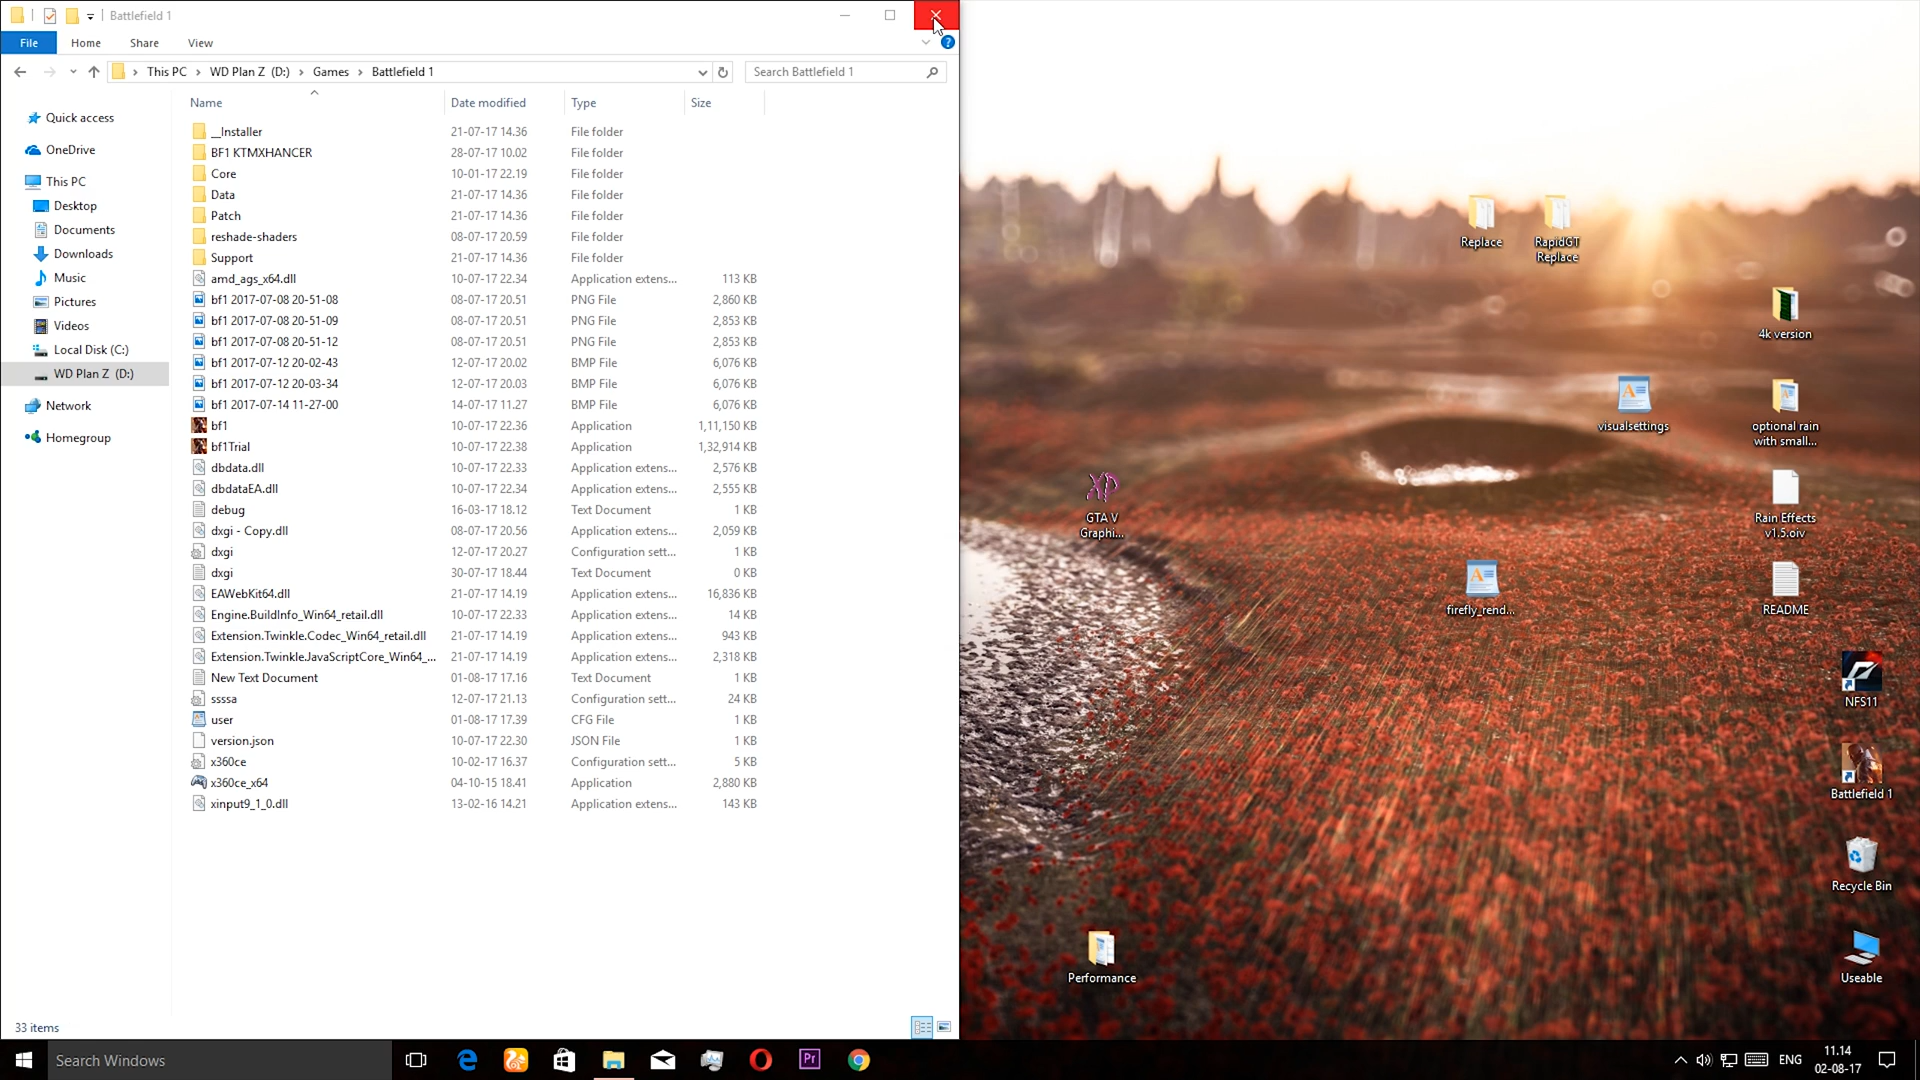 Battlefield 1
File Home Share View
This PC WD Plan Z (D:) Games Battlefield 1
Search Battlefield 1
Name Date modified Type Size
Quick access
OneDrive
This PC
Desktop
Documents
Downloads
Music
Pictures
Videos
Local Disk (C:)
WD Plan Z (D:)
Network
Homegroup
__Installer 21-07-17 14.36 File folder
BF1 KTMXHANCER 28-07-17 10.02 File folder
Core 10-01-17 22.19 File folder
Data 21-07-17 14.36 File folder
Patch 21-07-17 14.36 File folder
reshade-shaders 08-07-17 20.59 File folder
Support 21-07-17 14.36 File folder
amd_ags_x64.dll 10-07-17 22.34 Application extens... 113 KB
bf1 2017-07-08 20-51-08 08-07-17 20.51 PNG File 2,860 KB
bf1 2017-07-08 20-51-09 08-07-17 20.51 PNG File 2,853 KB
bf1 2017-07-08 20-51-12 08-07-17 20.51 PNG File 2,853 KB
bf1 2017-07-12 20-02-43 12-07-17 20.02 BMP File 6,076 KB
bf1 2017-07-12 20-03-34 12-07-17 20.03 BMP File 6,076 KB
bf1 2017-07-14 11-27-00 14-07-17 11.27 BMP File 6,076 KB
bf1 10-07-17 22.36 Application 1,11,150 KB
bf1Trial 10-07-17 22.38 Application 1,32,914 KB
dbdata.dll 10-07-17 22.33 Application extens... 2,576 KB
dbdataEA.dll 10-07-17 22.34 Application extens... 2,555 KB
debug 16-03-17 18.12 Text Document 1 KB
dxgi - Copy.dll 08-07-17 20.56 Application extens... 2,059 KB
dxgi 12-07-17 20.27 Configuration sett... 1 KB
dxgi 30-07-17 18.44 Text Document 0 KB
EAWebKit64.dll 21-07-17 14.19 Application extens... 16,836 KB
Engine.BuildInfo_Win64_retail.dll 10-07-17 22.33 Application extens... 14 KB
Extension.Twinkle.Codec_Win64_retail.dll 21-07-17 14.19 Application extens... 943 KB
Extension.Twinkle.JavaScriptCore_Win64_... 21-07-17 14.19 Application extens... 2,318 KB
New Text Document 01-08-17 17.16 Text Document 1 KB
ssssa 12-07-17 21.13 Configuration sett... 24 KB
user 01-08-17 17.39 CFG File 1 KB
version.json 10-07-17 22.30 JSON File 1 KB
x360ce 10-02-17 16.37 Configuration sett... 5 KB
x360ce_x64 04-10-15 18.41 Application 2,880 KB
xinput9_1_0.dll 13-02-16 14.21 Application extens... 143 KB
33 items
Replace
RapidGT
Replace
4k version
visualsettings
optional rain
with small...
XP
GTA V
Graphi...
Rain Effects
v1.5.oiv
firefly_rend...
README
NFS11
Battlefield 1
Recycle Bin
Performance
Useable
Search Windows
Pr
ENG
11.14
02-08-17